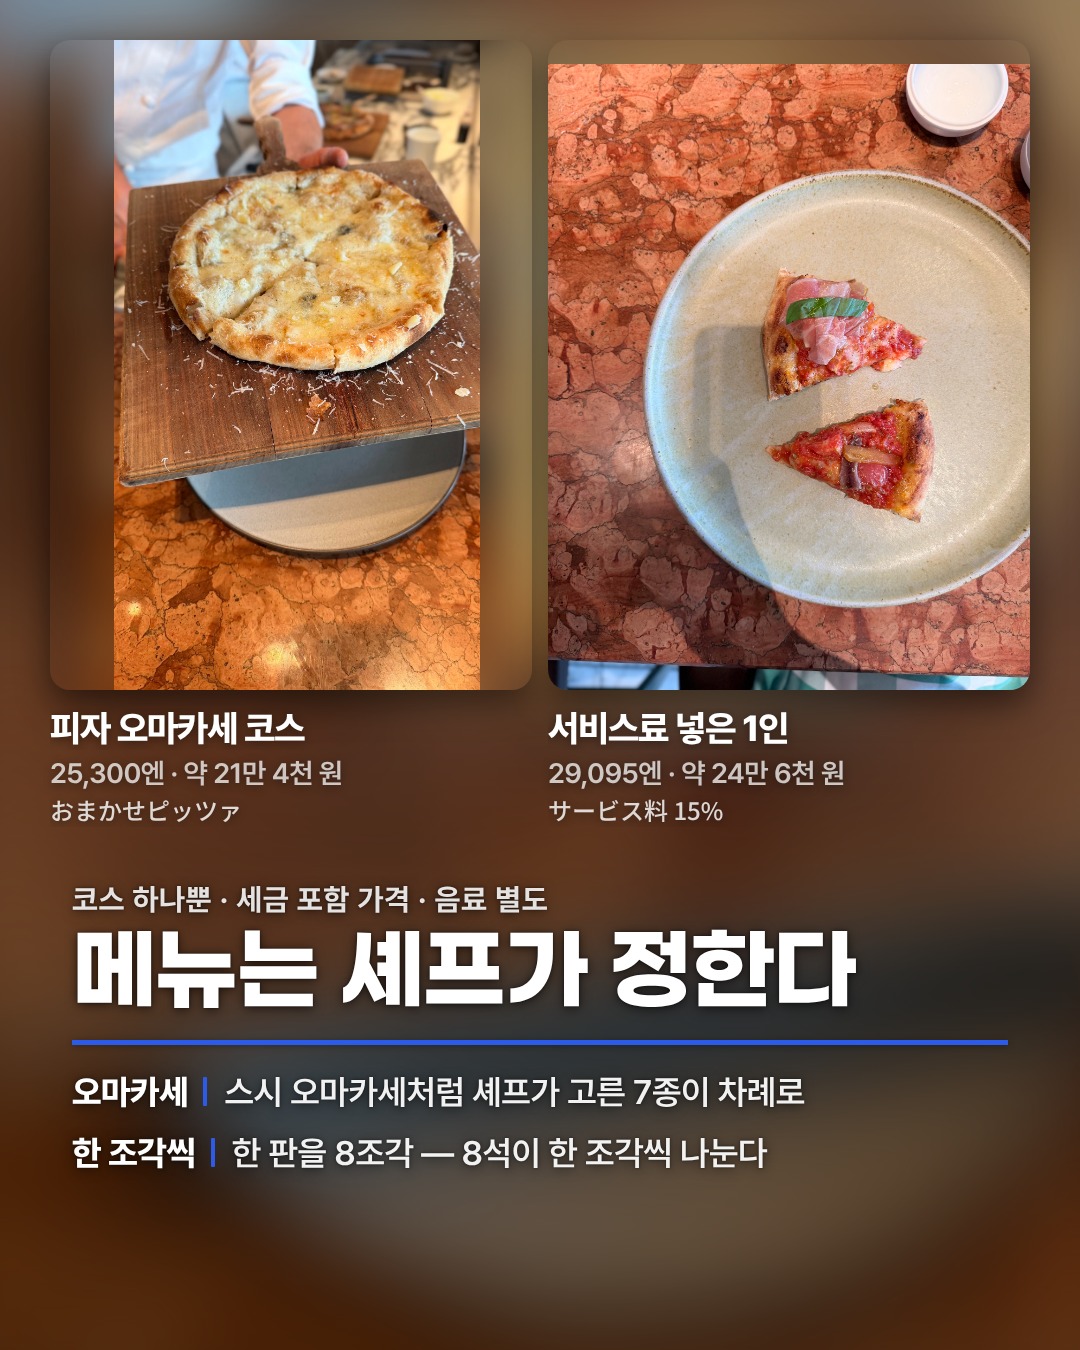 피자 오마카세 코스
25,300엔 · 약 21만 4천 원
おまかせピッツァ
서비스료 넣은 1인
29,095엔 · 약 24만 6천 원
サービス料 15%
코스 하나뿐 · 세금 포함 가격 · 음료 별도
메뉴는 셰프가 정한다
오마카세 | 스시 오마카세처럼 셰프가 고른 7종이 차례로
한 조각씩 | 한 판을 8조각 — 8석이 한 조각씩 나눈다